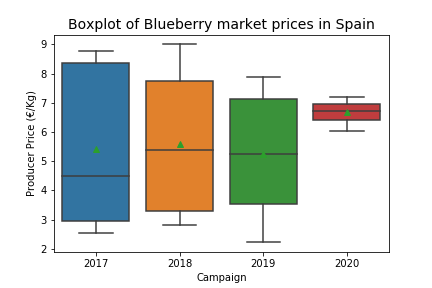 Boxplot of Blueberry market prices in Spain
Producer Price (€/Kg)
9
8
7
6
5
4
3
2
2017 2018 2019 2020
Campaign